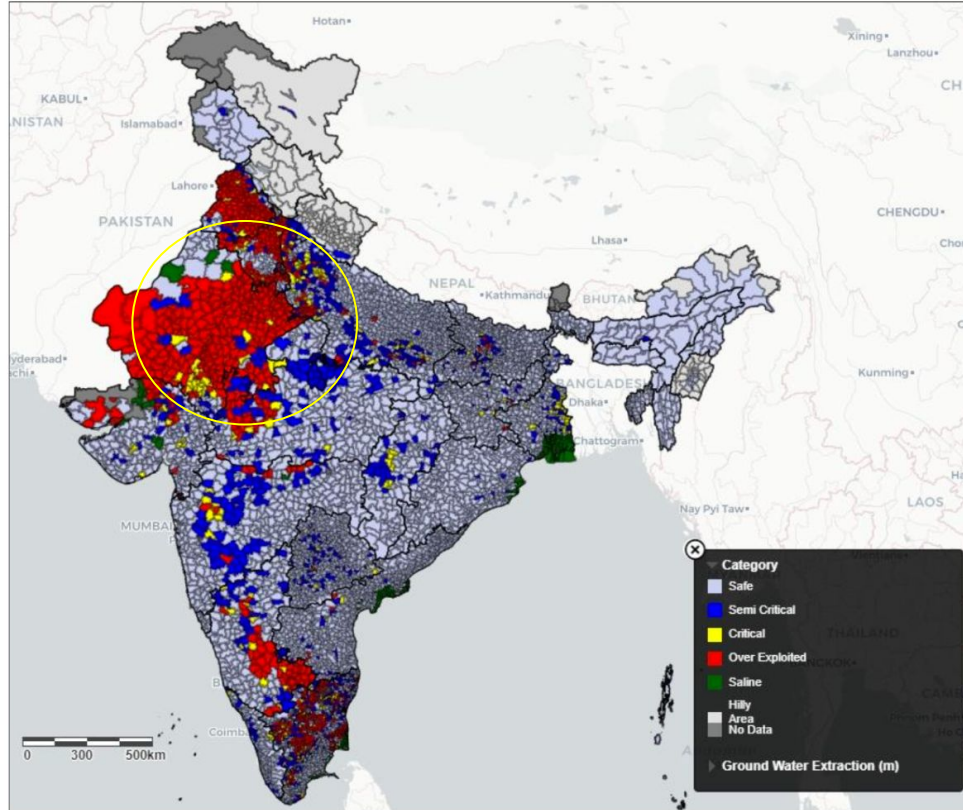 Hotan
Xining
Lanzhou
KABUL
Islamabad
Lahore
PAKISTAN
CHENGDU
Lhasa
NEPAL
Kathmandu
BHUTAN
BANGLADESH
Dhaka
Kunming
Chattogram
LAOS
MUMBAI
Nay Pyi Taw
Category
Safe
Semi Critical
Critical
Over Exploited
Saline
Hilly
Area
No Data
Ground Water Extraction (m)
THAILAND
0 300 500km